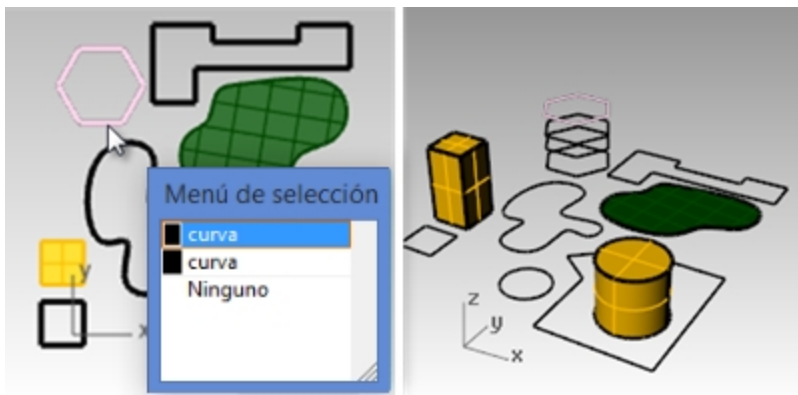 Menú de selección
curva
curva
Ninguno
y
x
z
y
x